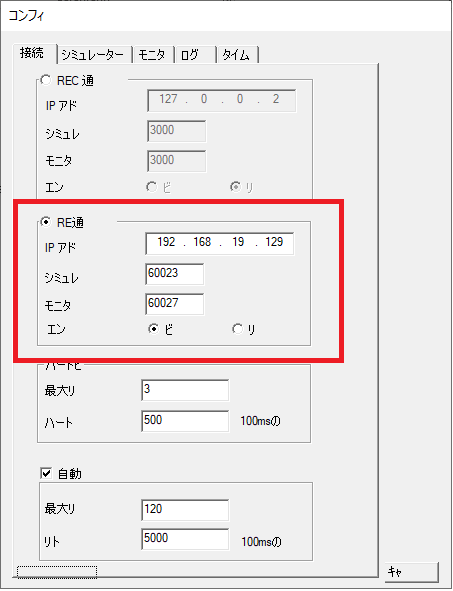 コンフィ
接続 シミュレーター モニタ ログ タイム
REC 通
IP アド 127 . 0 . 0 . 2
シミュレ 3000
モニタ 3000
エン ビ リ
RE通
IP アド 192 . 168 . 19 . 129
シミュレ 60023
モニタ 60027
エン ビ リ
ハートビ
最大リ 3
ハート 500 100msの
自動
最大リ 120
リト 5000 100msの
キャ